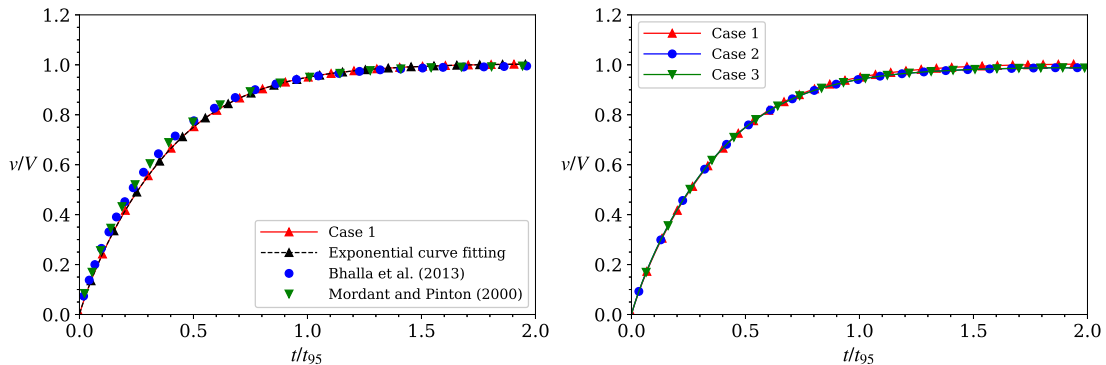 1.2
1.0
0.8
v/V 0.6
0.4
0.2
0.0
0.0 0.5 1.0 1.5 2.0
t/t95
Case 1
Exponential curve fitting
Bhalla et al. (2013)
Mordant and Pinton (2000)
1.2
1.0
0.8
v/V 0.6
0.4
0.2
0.0
0.0 0.5 1.0 1.5 2.0
t/t95
Case 1
Case 2
Case 3